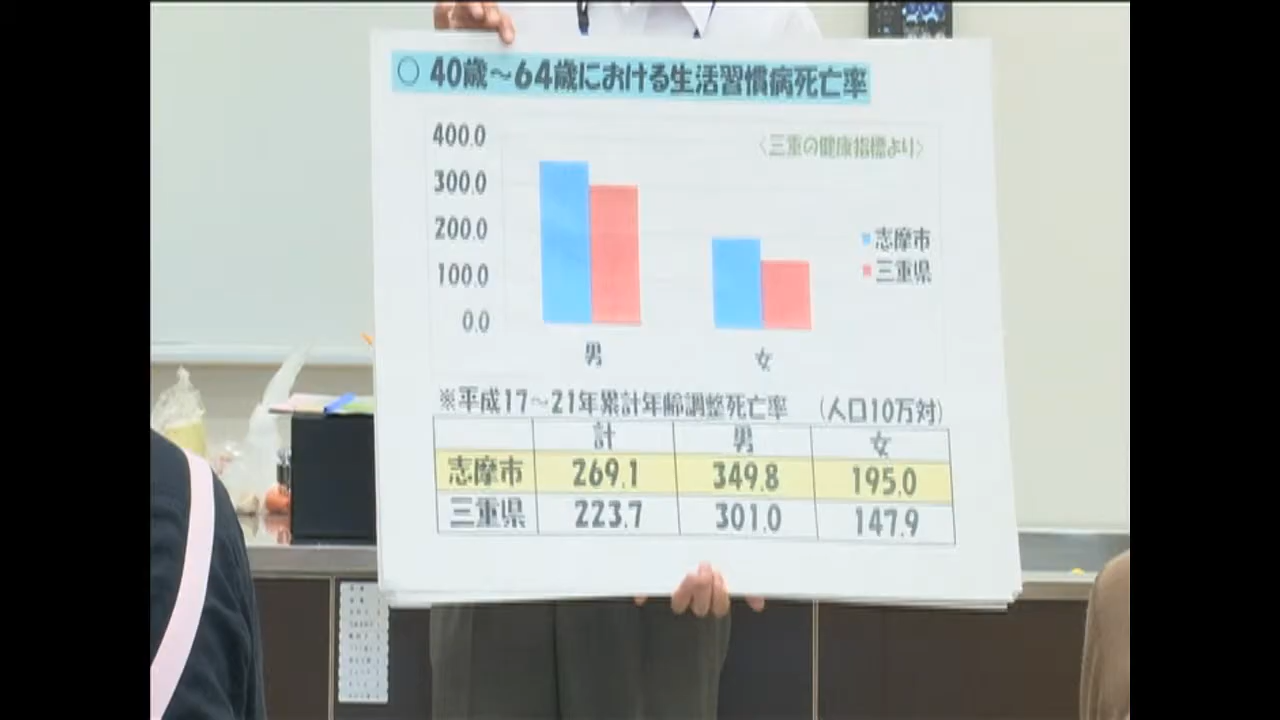 ○ 40歳～64歳における生活習慣病死亡率
〈三重の健康指標より〉
400.0
300.0
200.0
100.0
0.0
男
女
志摩市
三重県
※平成17～21年累計年齢調整死亡率 (人口10万対)
計 男 女
志摩市 269.1 349.8 195.0
三重県 223.7 301.0 147.9